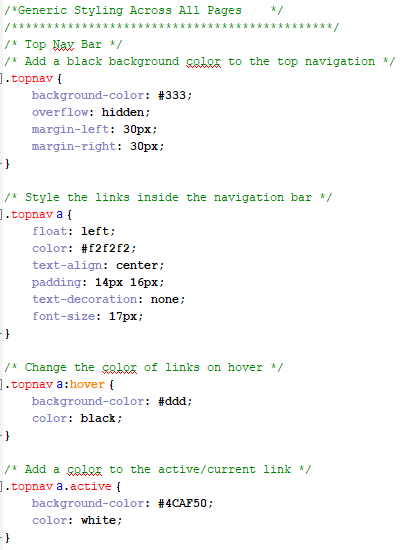 /*Generic Styling Across All Pages    */
/***********************************************/
/* Top Nav Bar */
/* Add a black background color to the top navigation */
.topnav {
    background-color: #333;
    overflow: hidden;
    margin-left: 30px;
    margin-right: 30px;
}
/* Style the links inside the navigation bar */
.topnav a {
    float: left;
    color: #f2f2f2;
    text-align: center;
    padding: 14px 16px;
    text-decoration: none;
    font-size: 17px;
}
/* Change the color of links on hover */
.topnav a:hover {
    background-color: #ddd;
    color: black;
}
/* Add a color to the active/current link */
.topnav a.active {
    background-color: #4CAF50;
    color: white;
}